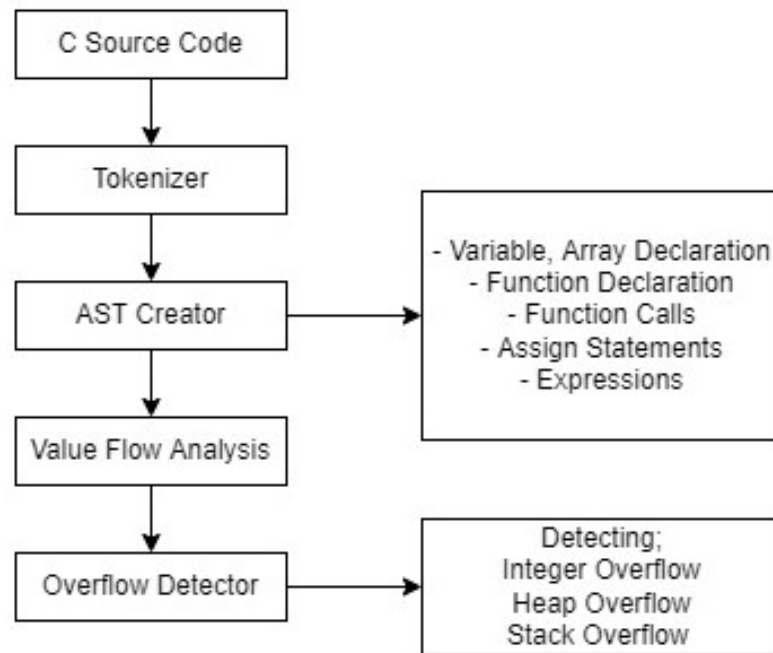 C Source Code
Tokenizer
AST Creator
- Variable, Array Declaration
- Function Declaration
- Function Calls
- Assign Statements
- Expressions
Value Flow Analysis
Overflow Detector
Detecting;
Integer Overflow
Heap Overflow
Stack Overflow